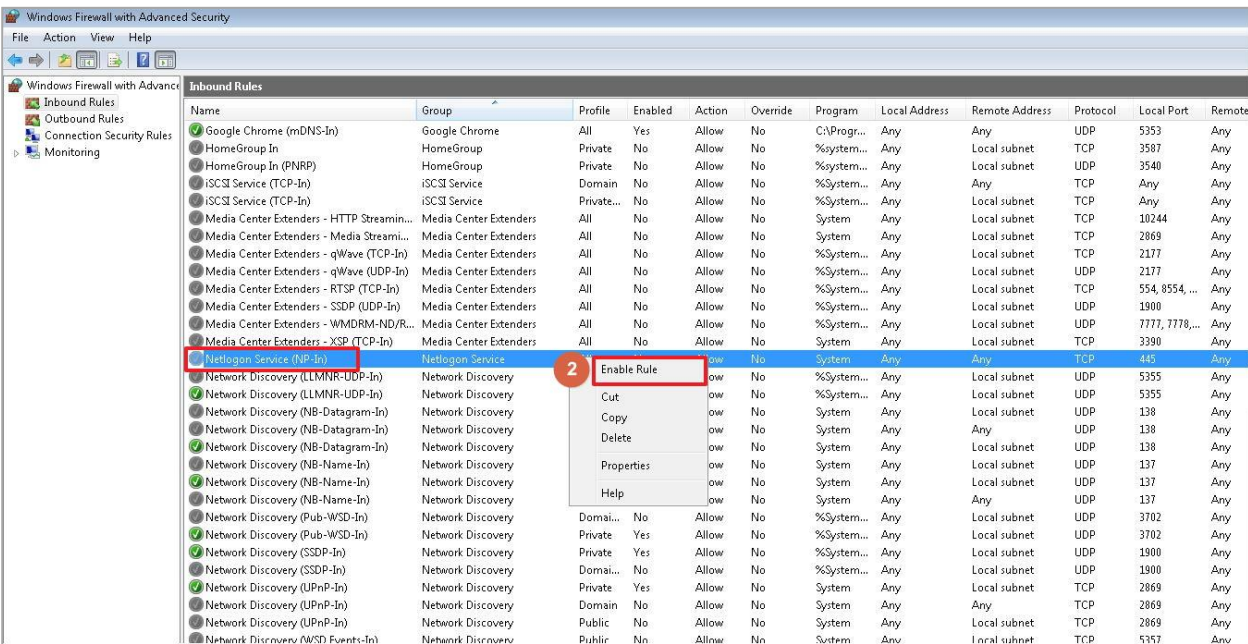 Windows Firewall with Advanced Security
File Action View Help
Windows Firewall with Advance
Inbound Rules
Outbound Rules
Connection Security Rules
Monitoring
Inbound Rules
Name Group Profile Enabled Action Override Program Local Address Remote Address Protocol Local Port Remote
Google Chrome (mDNS-In) Google Chrome All Yes Allow No C:\Progr... Any Any UDP 5353 Any
HomeGroup In HomeGroup Private No Allow No %system... Any Local subnet TCP 3587 Any
HomeGroup In (PNRP) HomeGroup Private No Allow No %System... Any Local subnet UDP 3540 Any
iSCSI Service (TCP-In) iSCSI Service Domain No Allow No %System... Any Any TCP Any Any
iSCSI Service (TCP-In) iSCSI Service Private... No Allow No %System... Any Local subnet TCP Any Any
Media Center Extenders - HTTP Streamin... Media Center Extenders All No Allow No System Any Local subnet TCP 10244 Any
Media Center Extenders - Media Streami... Media Center Extenders All No Allow No System Any Local subnet TCP 2869 Any
Media Center Extenders - qWave (TCP-In) Media Center Extenders All No Allow No %System... Any Local subnet TCP 2177 Any
Media Center Extenders - qWave (UDP-In) Media Center Extenders All No Allow No %System... Any Local subnet UDP 2177 Any
Media Center Extenders - RTSP (TCP-In) Media Center Extenders All No Allow No %System... Any Local subnet TCP 554, 8554, ... Any
Media Center Extenders - SSDP (UDP-In) Media Center Extenders All No Allow No %System... Any Local subnet UDP 1900 Any
Media Center Extenders - WMDRM-ND/R... Media Center Extenders All No Allow No %System... Any Local subnet UDP 7777, 7778,... Any
Media Center Extenders - XSP (TCP-In) Media Center Extenders All No Allow No System Any Local subnet TCP 3390 Any
Netlogon Service (NP-In) Netlogon Service No System Any Any TCP 445 Any
2 Enable Rule
Cut
Copy
Delete
Properties
Help
Network Discovery (LLMNR-UDP-In) Network Discovery ow No %System... Any Local subnet UDP 5355 Any
Network Discovery (LLMNR-UDP-In) Network Discovery ow No %System... Any Local subnet UDP 5355 Any
Network Discovery (NB-Datagram-In) Network Discovery ow No System Any Local subnet UDP 138 Any
Network Discovery (NB-Datagram-In) Network Discovery ow No System Any Any UDP 138 Any
Network Discovery (NB-Datagram-In) Network Discovery ow No System Any Local subnet UDP 138 Any
Network Discovery (NB-Name-In) Network Discovery ow No System Any Local subnet UDP 137 Any
Network Discovery (NB-Name-In) Network Discovery ow No System Any Local subnet UDP 137 Any
Network Discovery (NB-Name-In) Network Discovery ow No System Any Any UDP 137 Any
Network Discovery (Pub-WSD-In) Network Discovery Domai... No Allow No %System... Any Local subnet UDP 3702 Any
Network Discovery (Pub-WSD-In) Network Discovery Private Yes Allow No %System... Any Local subnet UDP 3702 Any
Network Discovery (SSDP-In) Network Discovery Private Yes Allow No %System... Any Local subnet UDP 1900 Any
Network Discovery (SSDP-In) Network Discovery Domai... No Allow No %System... Any Local subnet UDP 1900 Any
Network Discovery (UPnP-In) Network Discovery Private Yes Allow No System Any Local subnet TCP 2869 Any
Network Discovery (UPnP-In) Network Discovery Domain No Allow No System Any Any TCP 2869 Any
Network Discovery (UPnP-In) Network Discovery Public No Allow No System Any Local subnet TCP 2869 Any
Network Discovery (WSD Events-In) Network Discovery Public No Allow No System Any Local subnet TCP 5357 Any